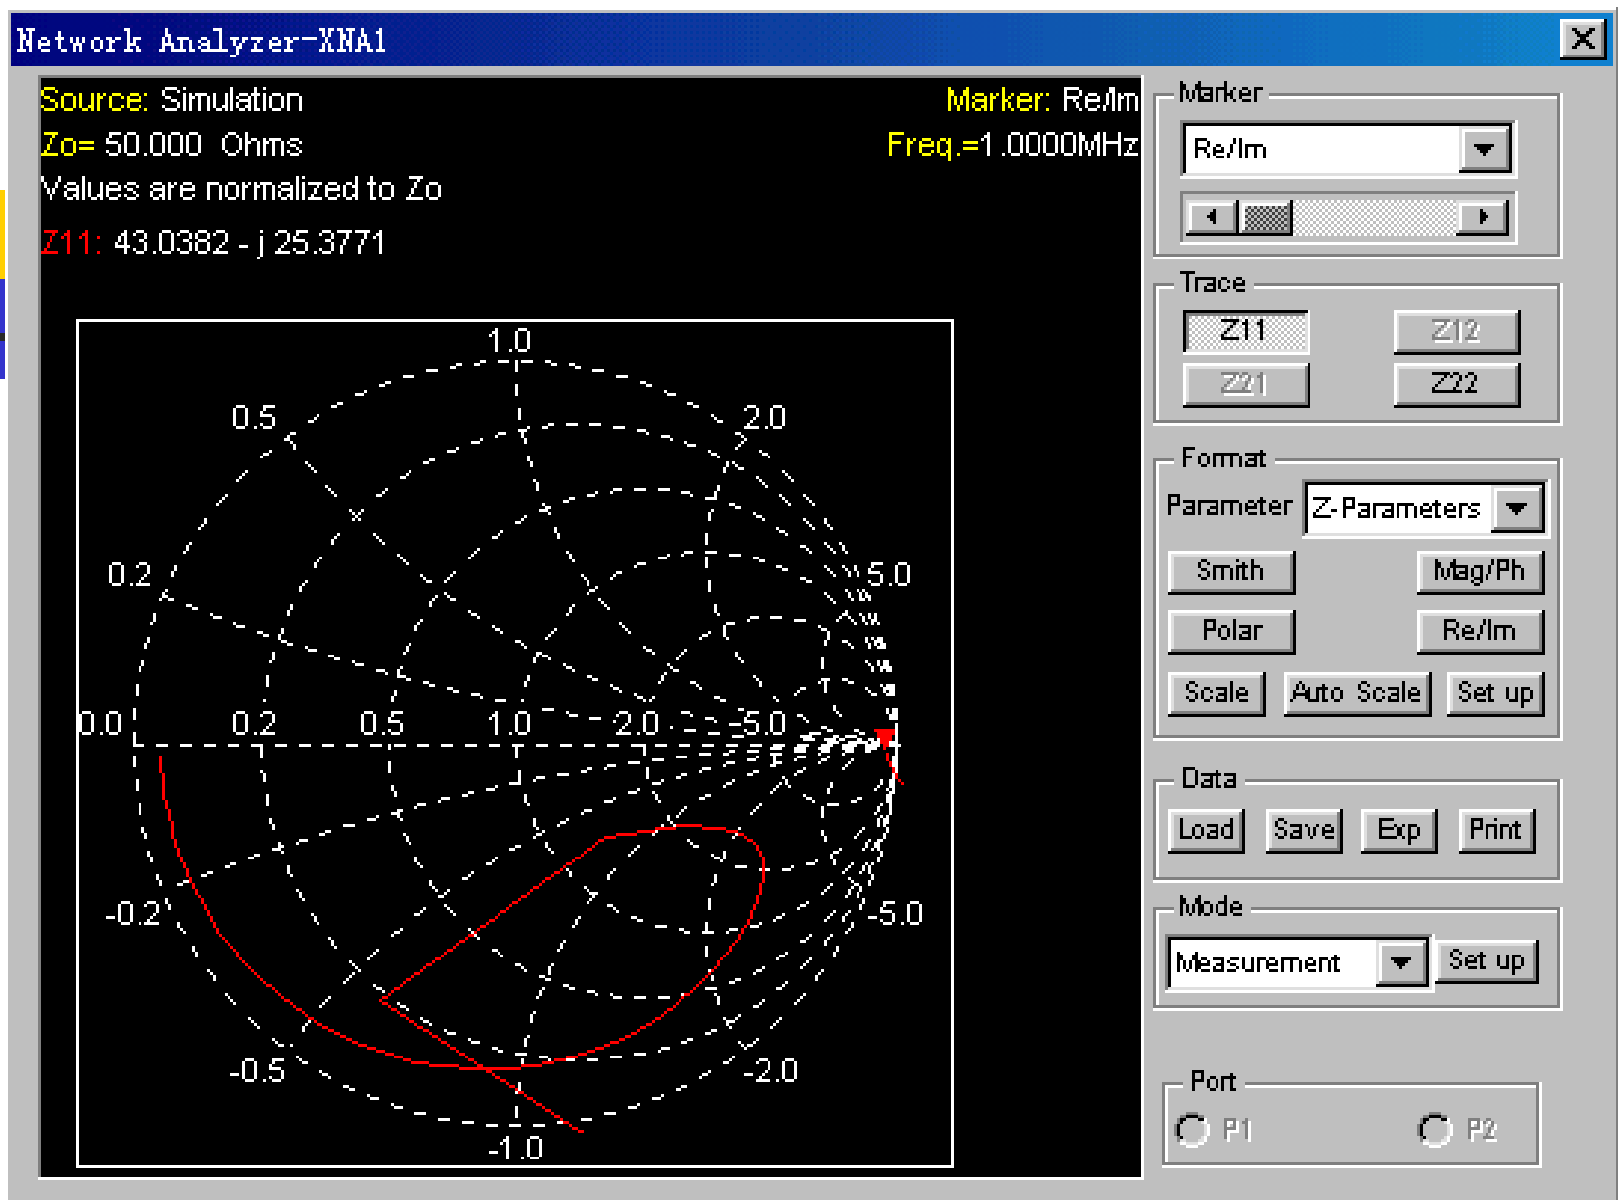 Network Analyzer-XNA1
Source: Simulation
Marker: Re/Im
Zo= 50.000 Ohms
Freq.=1.0000MHz
Values are normalized to Zo
Z11: 43.0382 - j 25.3771
1.0
0.5
2.0
0.2
5.0
0.0
0.2
0.5
1.0
2.0
5.0
-0.2
-5.0
-0.5
-2.0
-1.0
Marker
Re/Im
Trace
Z11
Z12
Z21
Z22
Format
Parameter
Z-Parameters
Smith
Mag/Ph
Polar
Re/Im
Scale
Auto Scale
Set up
Data
Load
Save
Exp
Print
Mode
Measurement
Set up
Port
P1
P2